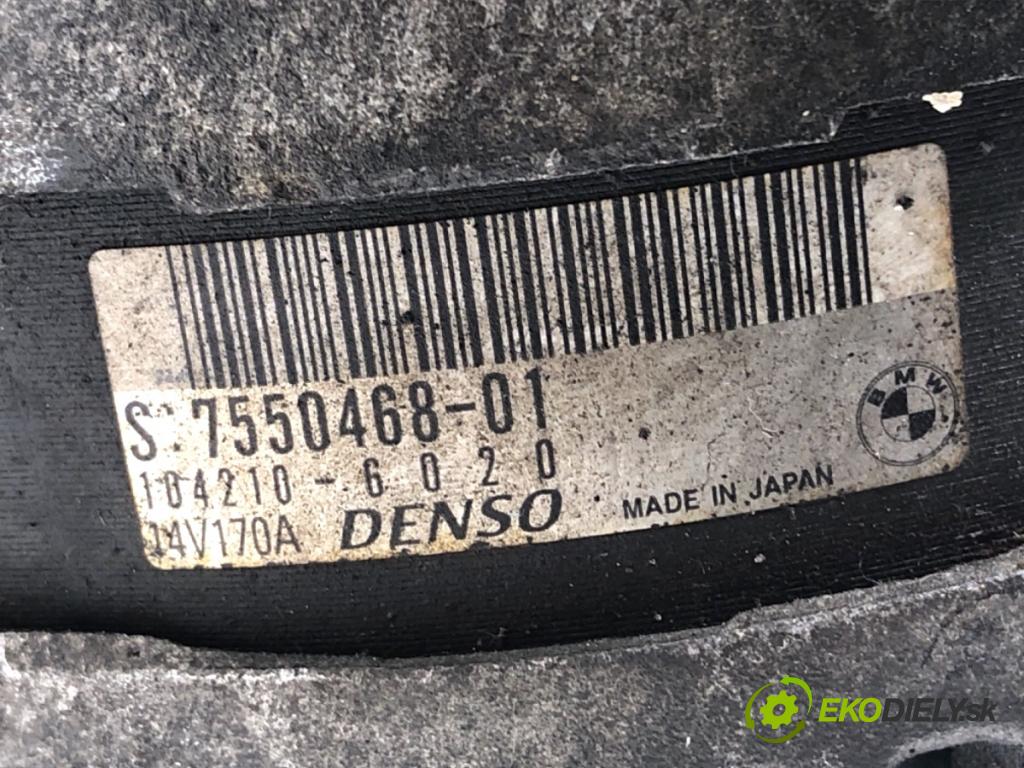 S:7550468-01
104210-6020
14V170A DENSO MADE IN JAPAN
BMW
EKODIELY.sk